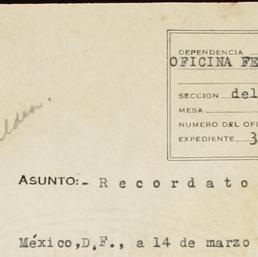 DEPENDENCIA
OFICINA FE
SECCION del
MESA
NUMERO DEL OFI
EXPEDIENTE 3
ASUNTO:- Recordato
México,D.F., a 14 de marzo